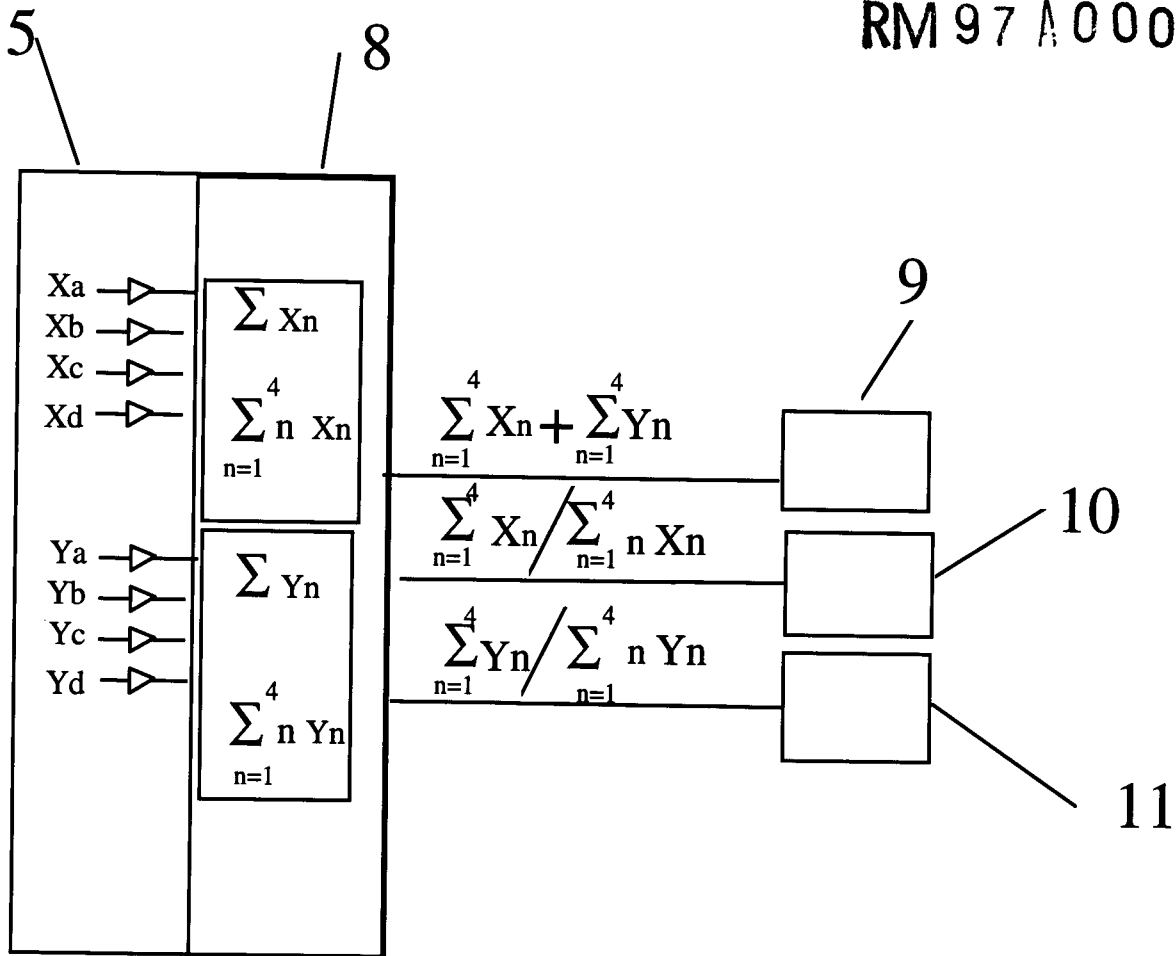 RM 97 A 000
5
8
Xa
Xb
Xc
Xd
∑ Xn
4
∑ n Xn
n=1
Ya
Yb
Yc
Yd
∑ Yn
4
∑ n Yn
n=1
4 4
∑ Xn + ∑ Yn
n=1 n=1
4 4
∑ Xn / ∑ n Xn
n=1 n=1
4 4
∑ Yn / ∑ n Yn
n=1 n=1
9
10
11